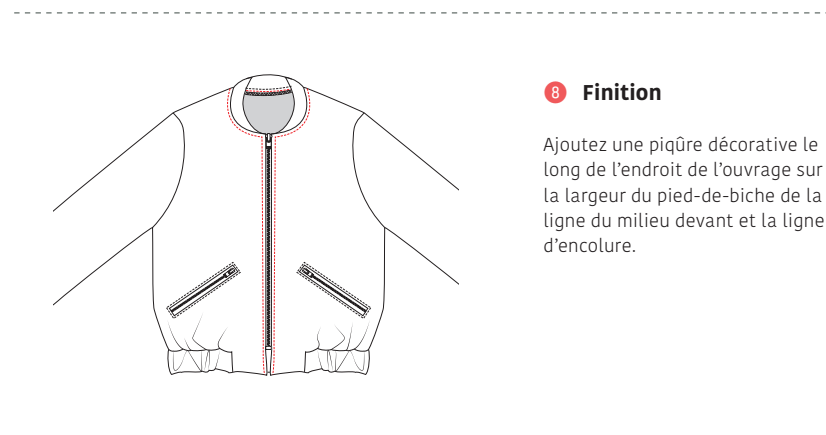 8 Finition
Ajoutez une piqûre décorative le
long de l’endroit de l’ouvrage sur
la largeur du pied-de-biche de la
ligne du milieu devant et la ligne
d’encolure.